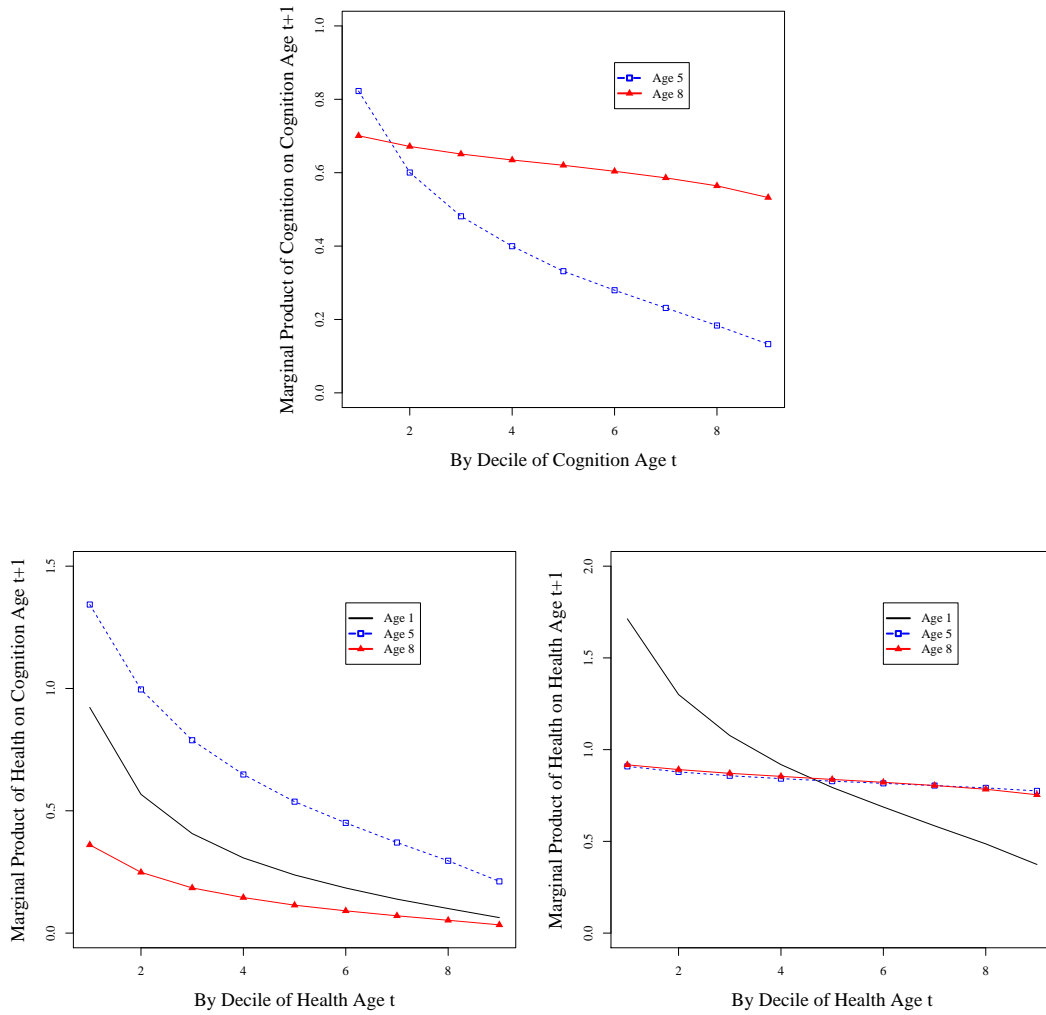 Marginal Product of Cognition on Cognition Age t+1
1.0
0.8
0.6
0.4
0.2
0.0
Age 5
Age 8
2 4 6 8
By Decile of Cognition Age t
Marginal Product of Health on Cognition Age t+1
1.5
1.0
0.5
0.0
Age 1
Age 5
Age 8
2 4 6 8
By Decile of Health Age t
Marginal Product of Health on Health Age t+1
2.0
1.5
1.0
0.5
0.0
Age 1
Age 5
Age 8
2 4 6 8
By Decile of Health Age t